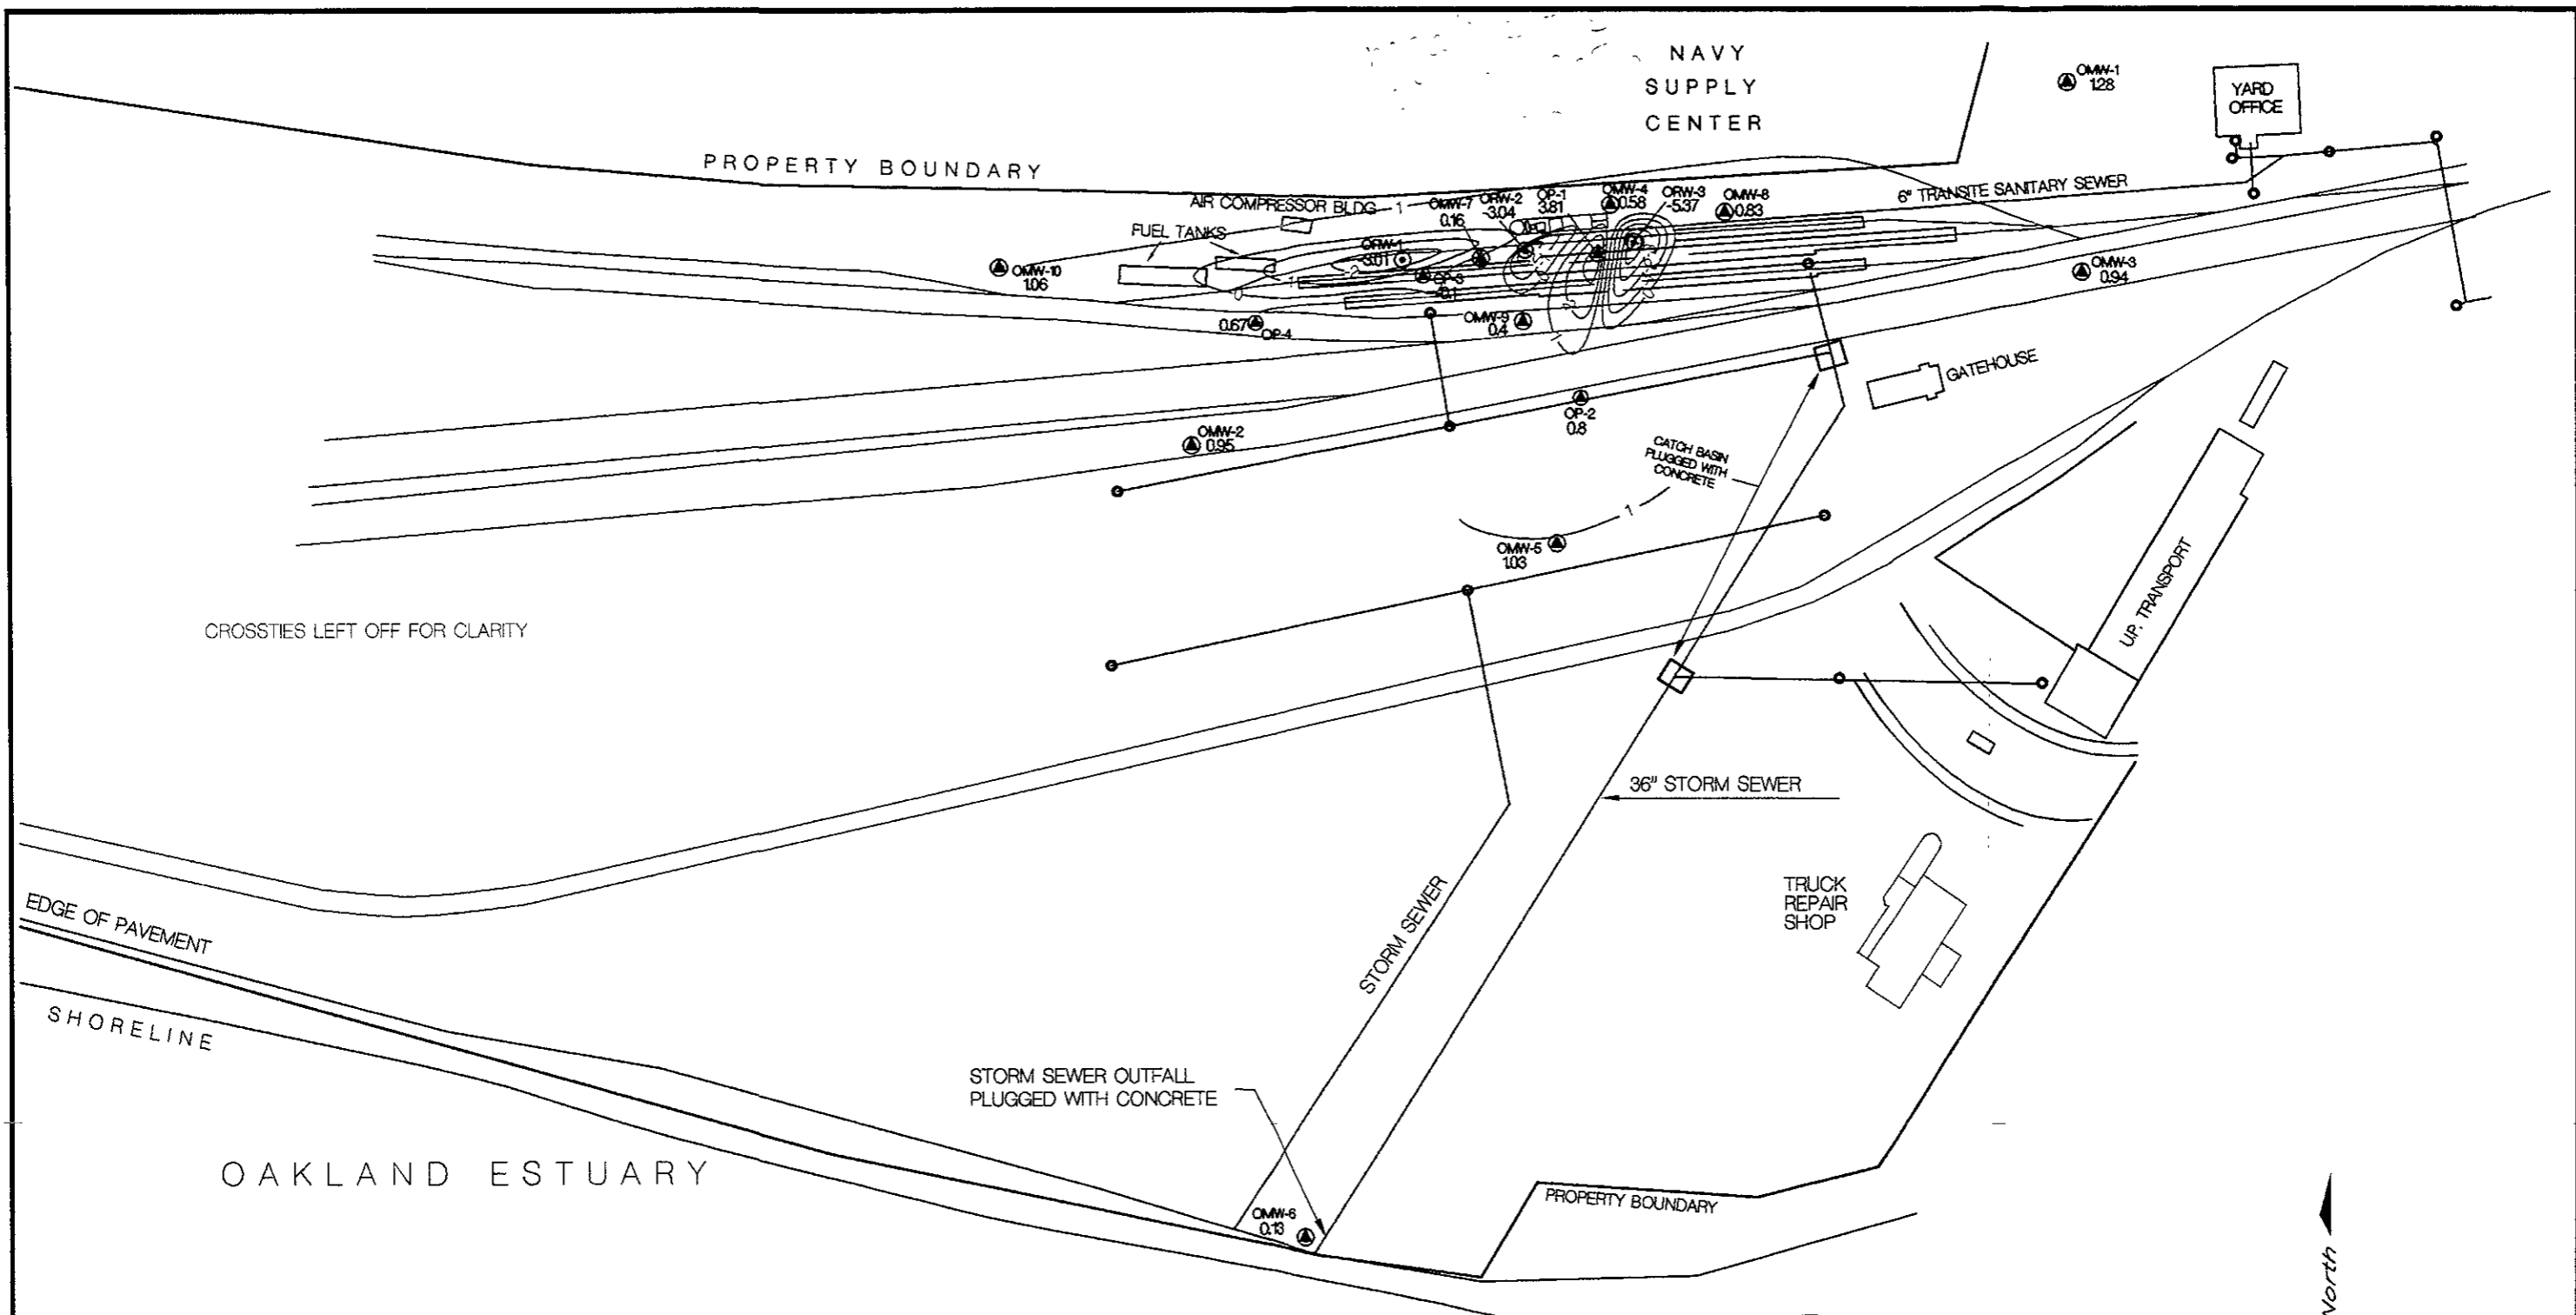 NAVY
SUPPLY
CENTER
OMW-1
1.28
YARD
OFFICE
PROPERTY BOUNDARY
6" TRANSITE SANITARY SEWER
AIR COMPRESSOR BLDG
1
FUEL TANKS
OMW-7
0.16
ORW-2
-3.04
OP-1
3.81
OMW-4
0.58
ORW-3
-5.37
OMW-8
0.83
ORW-1
-3.01
OP-3
-0.1
OMW-10
1.06
OMW-3
0.94
0.67
OP-4
OMW-9
0.4
GATEHOUSE
OP-2
0.8
OMW-2
0.95
CATCH BASIN
PLUGGED WITH
CONCRETE
1
OMW-5
1.03
U.P. TRANSPORT
CROSSTIES LEFT OFF FOR CLARITY
36" STORM SEWER
TRUCK
REPAIR
SHOP
STORM SEWER
EDGE OF PAVEMENT
SHORELINE
STORM SEWER OUTFALL
PLUGGED WITH CONCRETE
OAKLAND ESTUARY
OMW-6
0.13
PROPERTY BOUNDARY
North